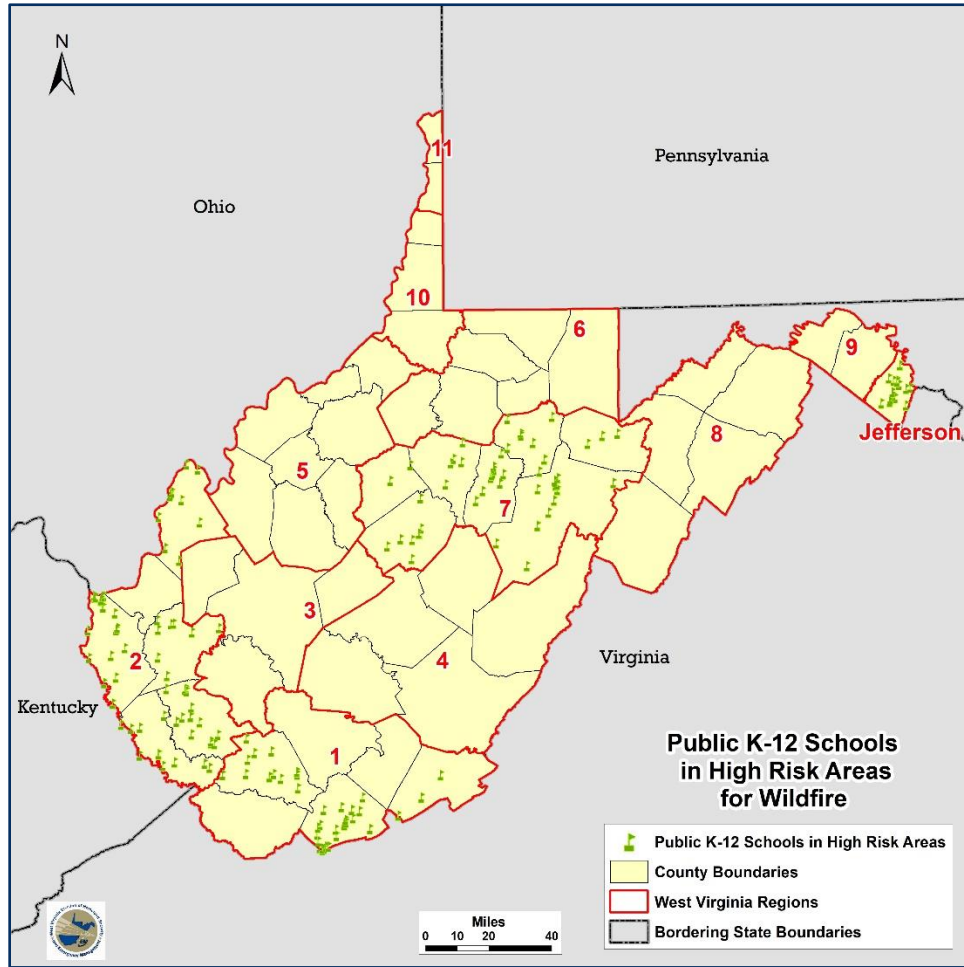 N
11
Pennsylvania
Ohio
10
6
9
8
Jefferson
5
7
3
2
4
Virginia
Kentucky
1
Public K-12 Schools
in High Risk Areas
for Wildfire
Public K-12 Schools in High Risk Areas
County Boundaries
West Virginia Regions
Bordering State Boundaries
Miles
0 10 20 40